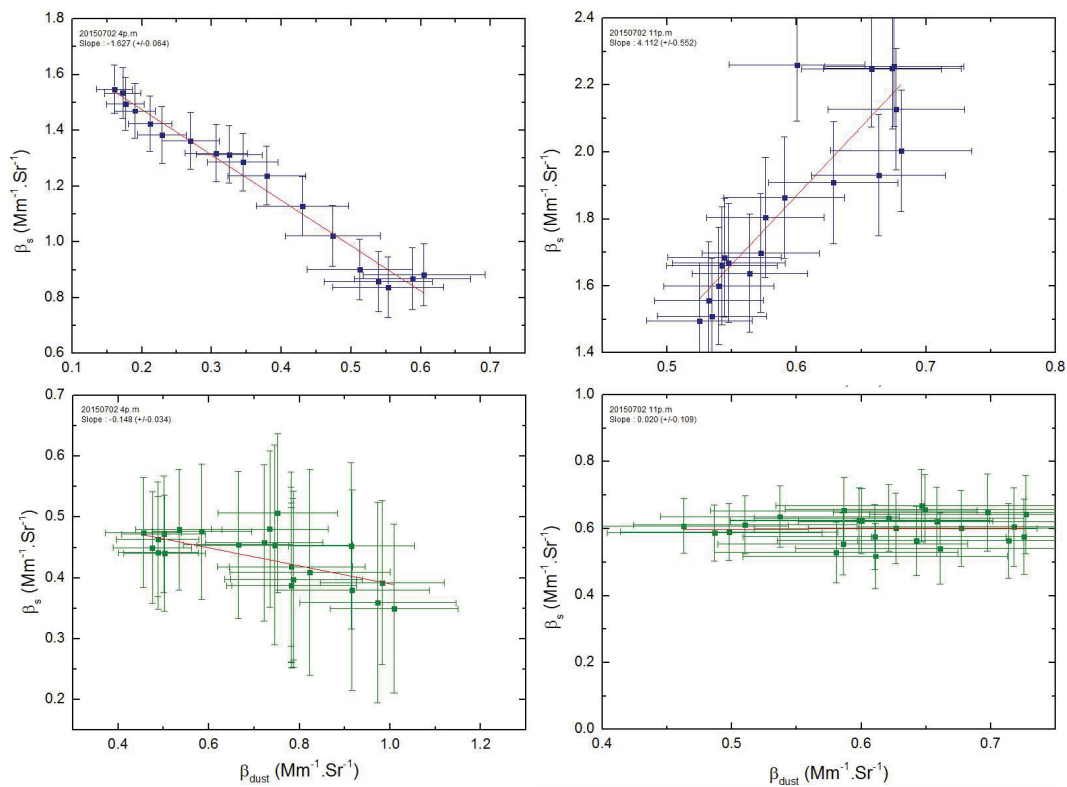 20150702 4p.m
Slope : -1.627 (+/-0.064)
1.8
1.6
1.4
1.2
1.0
0.8
0.6
βs (Mm-1.Sr-1)
0.1 0.2 0.3 0.4 0.5 0.6 0.7
20150702 11p.m
Slope : 4.112 (+/-0.552)
2.4
2.2
2.0
1.8
1.6
1.4
βs (Mm-1.Sr-1)
0.5 0.6 0.7 0.8
20150702 4p.m
Slope : -0.148 (+/-0.034)
0.7
0.6
0.5
0.4
0.3
0.2
βs (Mm-1.Sr-1)
0.4 0.6 0.8 1.0 1.2
βdust (Mm-1.Sr-1)
20150702 11p.m
Slope : 0.020 (+/-0.109)
1.0
0.8
0.6
0.4
0.2
0.0
βs (Mm-1.Sr-1)
0.4 0.5 0.6 0.7
βdust (Mm-1.Sr-1)